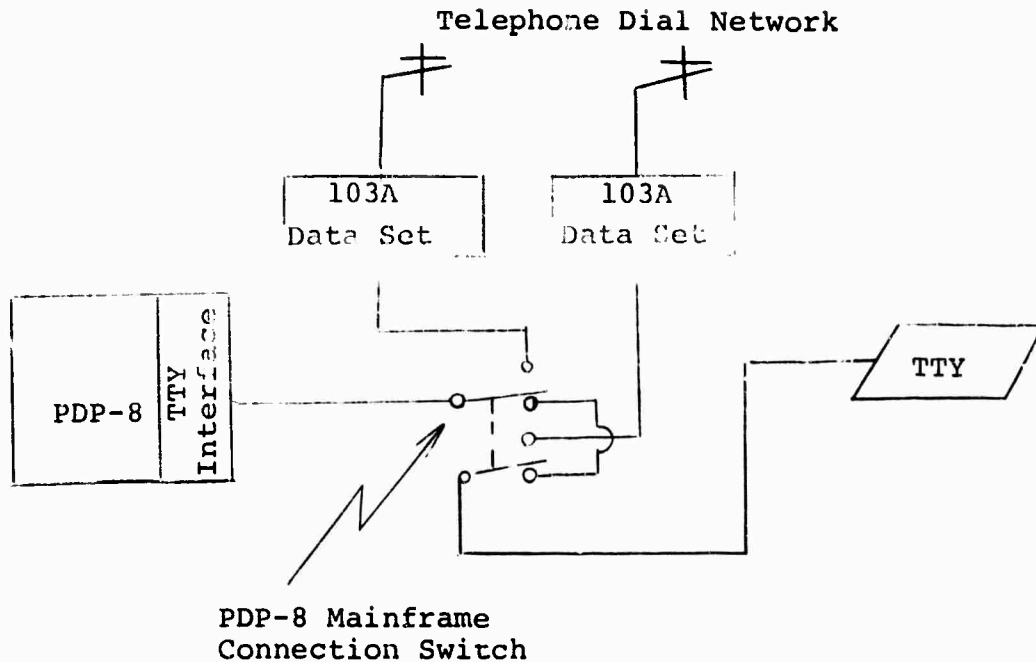 Telephone Dial Network
103A
Data Set
103A
Data Set
PDP-8
TTY
Interface
TTY
PDP-8 Mainframe
Connection Switch